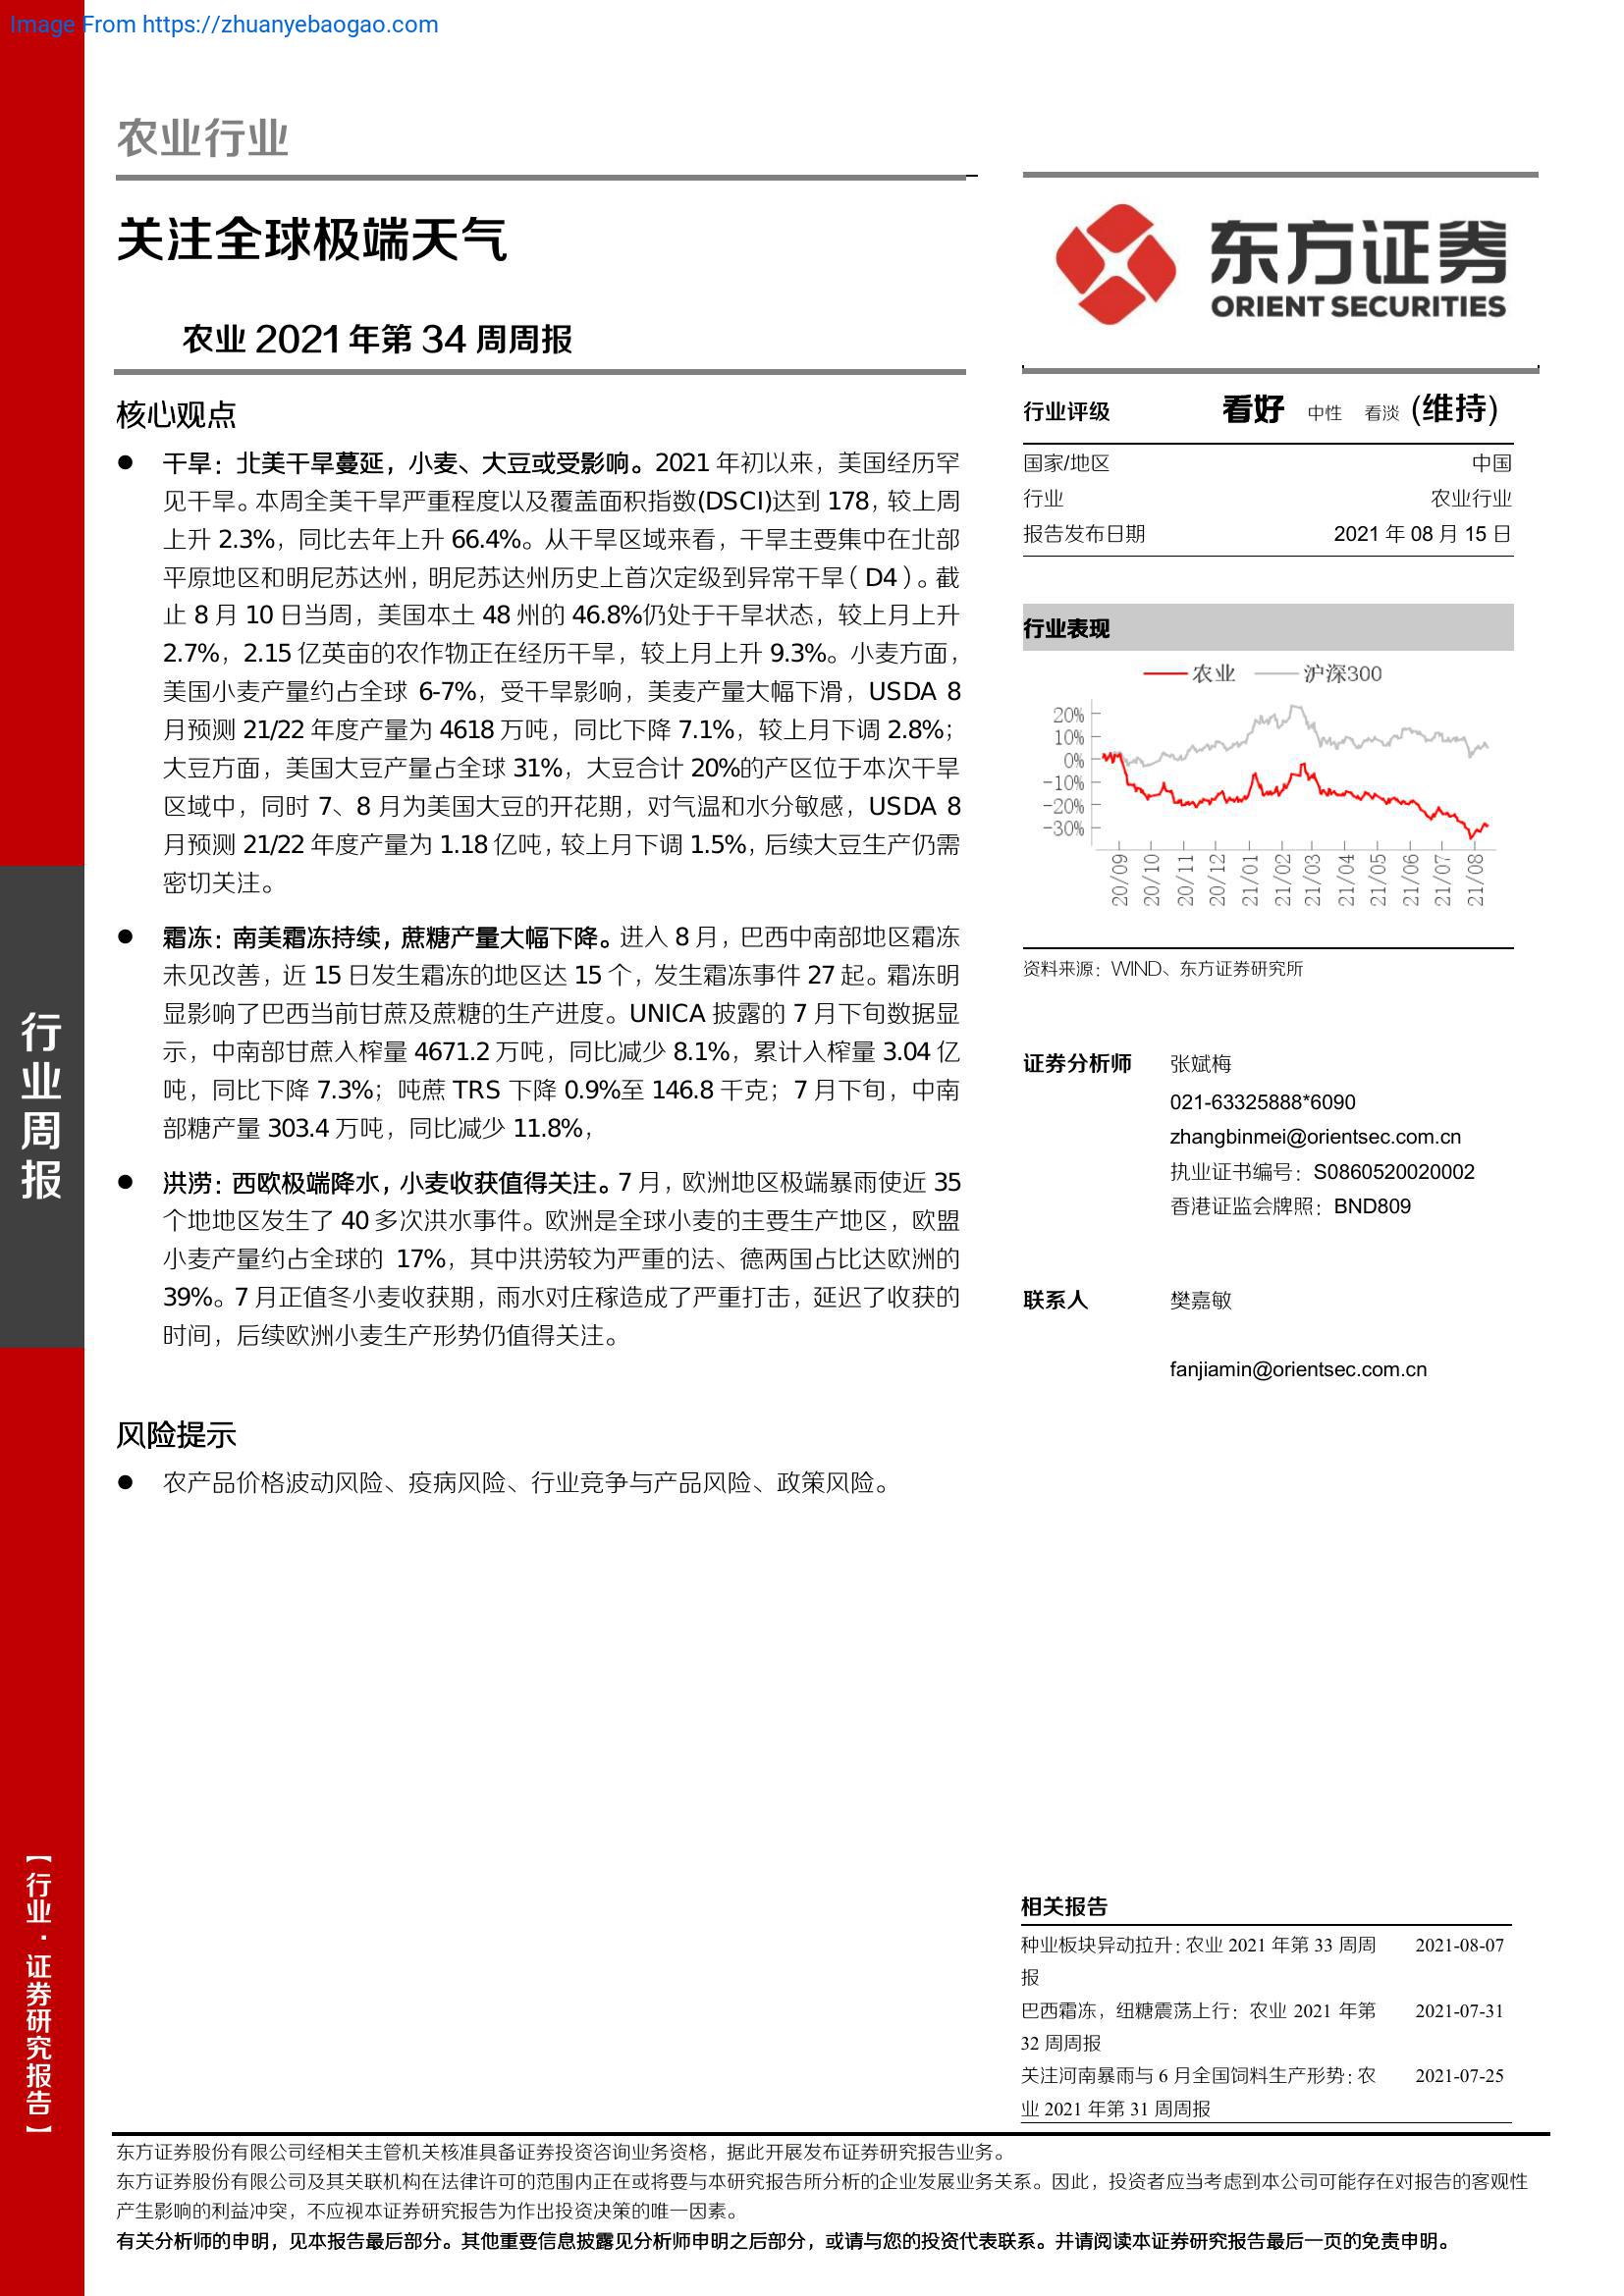 Image From https://zhuanyebaogao.com
农业行业
关注全球极端天气
农业 2021 年第 34 周周报
核心观点
● 干旱：北美干旱蔓延，小麦、大豆或受影响。2021 年初以来，美国经历罕
见干旱。本周全美干旱严重程度以及覆盖面积指数(DSCI)达到 178，较上周
上升 2.3%，同比去年上升 66.4%。从干旱区域来看，干旱主要集中在北部
平原地区和明尼苏达州，明尼苏达州历史上首次定级到异常干旱（D4）。截
止 8 月 10 日当周，美国本土 48 州的 46.8%仍处于干旱状态，较上月上升
2.7%，2.15 亿英亩的农作物正在经历干旱，较上月上升 9.3%。小麦方面，
美国小麦产量约占全球 6-7%，受干旱影响，美麦产量大幅下滑，USDA 8
月预测 21/22 年度产量为 4618 万吨，同比下降 7.1%，较上月下调 2.8%；
大豆方面，美国大豆产量占全球 31%，大豆合计 20%的产区位于本次干旱
区域中，同时 7、8 月为美国大豆的开花期，对气温和水分敏感，USDA 8
月预测 21/22 年度产量为 1.18 亿吨，较上月下调 1.5%，后续大豆生产仍需
密切关注。
● 霜冻：南美霜冻持续，蔗糖产量大幅下降。进入 8 月，巴西中南部地区霜冻
未见改善，近 15 日发生霜冻的地区达 15 个，发生霜冻事件 27 起。霜冻明
显影响了巴西当前甘蔗及蔗糖的生产进度。UNICA 披露的 7 月下旬数据显
示，中南部甘蔗入榨量 4671.2 万吨，同比减少 8.1%，累计入榨量 3.04 亿
吨，同比下降 7.3%；吨蔗 TRS 下降 0.9%至 146.8 千克；7 月下旬，中南
部糖产量 303.4 万吨，同比减少 11.8%，
● 洪涝：西欧极端降水，小麦收获值得关注。7 月，欧洲地区极端暴雨使近 35
个地地区发生了 40 多次洪水事件。欧洲是全球小麦的主要生产地区，欧盟
小麦产量约占全球的 17%，其中洪涝较为严重的法、德两国占比达欧洲的
39%。7 月正值冬小麦收获期，雨水对庄稼造成了严重打击，延迟了收获的
时间，后续欧洲小麦生产形势仍值得关注。
风险提示
● 农产品价格波动风险、疫病风险、行业竞争与产品风险、政策风险。
东方证券
ORIENT SECURITIES
行业评级 看好 中性 看淡 (维持)
国家/地区 中国
行业 农业行业
报告发布日期 2021 年 08 月 15 日
行业表现
农业 沪深300
20%
10%
0%
-10%
-20%
-30%
20/09 20/10 20/11 20/12 21/01 21/02 21/03 21/04 21/05 21/06 21/07 21/08
资料来源：WIND、东方证券研究所
证券分析师 张斌梅
021-63325888*6090
zhangbinmei@orientsec.com.cn
执业证书编号：S0860520020002
香港证监会牌照：BND809
联系人 樊嘉敏
fanjiamin@orientsec.com.cn
相关报告
种业板块异动拉升：农业 2021 年第 33 周周 2021-08-07
报
巴西霜冻，纽糖震荡上行：农业 2021 年第 2021-07-31
32 周周报
关注河南暴雨与 6 月全国饲料生产形势：农 2021-07-25
业 2021 年第 31 周周报
行业周报
【行业·证券研究报告】
东方证券股份有限公司经相关主管机关核准具备证券投资咨询业务资格，据此开展发布证券研究报告业务。
东方证券股份有限公司及其关联机构在法律许可的范围内正在或将要与本研究报告所分析的企业发展业务关系。因此，投资者应当考虑到本公司可能存在对报告的客观性
产生影响的利益冲突，不应视本证券研究报告为作出投资决策的唯一因素。
有关分析师的申明，见本报告最后部分。其他重要信息披露见分析师申明之后部分，或请与您的投资代表联系。并请阅读本证券研究报告最后一页的免责申明。